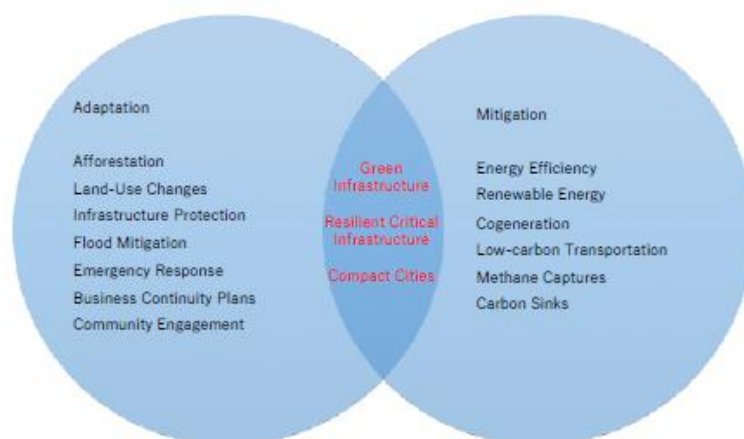 Adaptation
Afforestation
Land-Use Changes
Infrastructure Protection
Flood Mitigation
Emergency Response
Business Continuity Plans
Community Engagement
Green
Infrastructure
Resilient Critical
Infrastructure
Compact Cities
Mitigation
Energy Efficiency
Renewable Energy
Cogeneration
Low-carbon Transportation
Methane Captures
Carbon Sinks